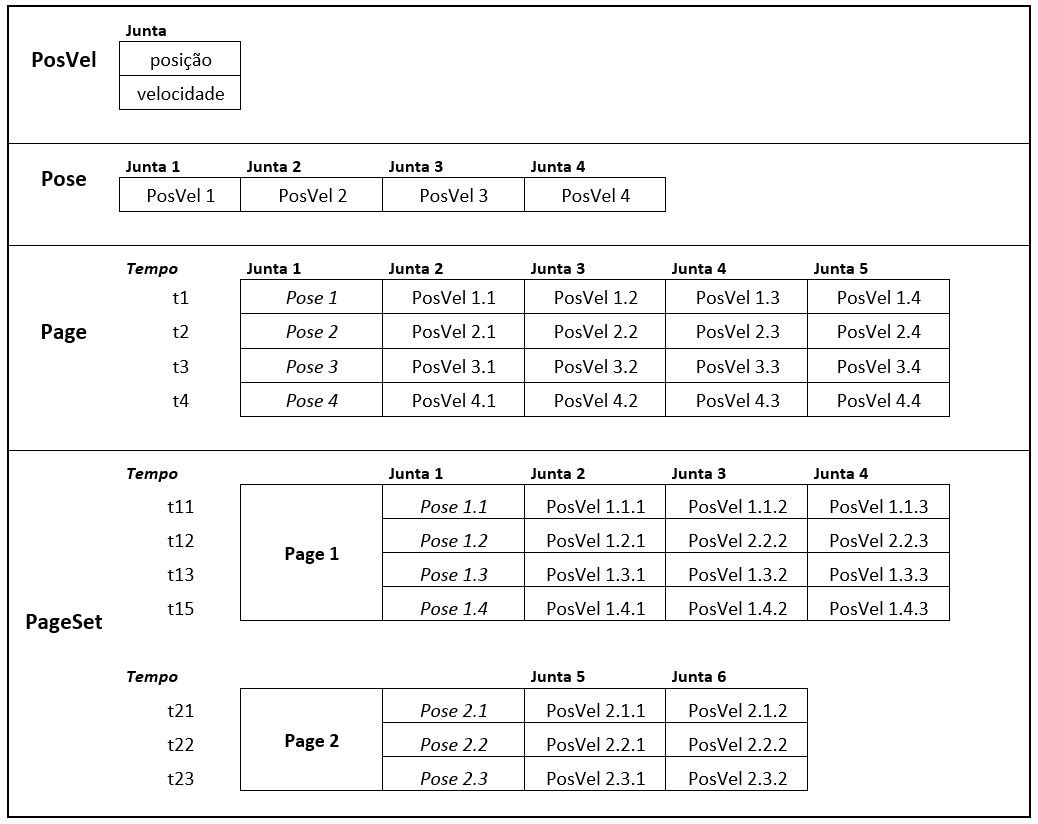 Junta
PosVel
posição
velocidade
Junta 1 Junta 2 Junta 3 Junta 4
Pose
PosVel 1 PosVel 2 PosVel 3 PosVel 4
Tempo Junta 1 Junta 2 Junta 3 Junta 4 Junta 5
t1 Pose 1 PosVel 1.1 PosVel 1.2 PosVel 1.3 PosVel 1.4
Page
t2 Pose 2 PosVel 2.1 PosVel 2.2 PosVel 2.3 PosVel 2.4
t3 Pose 3 PosVel 3.1 PosVel 3.2 PosVel 3.3 PosVel 3.4
t4 Pose 4 PosVel 4.1 PosVel 4.2 PosVel 4.3 PosVel 4.4
Tempo Junta 1 Junta 2 Junta 3 Junta 4
t11 Pose 1.1 PosVel 1.1.1 PosVel 1.1.2 PosVel 1.1.3
t12 Pose 1.2 PosVel 1.2.1 PosVel 2.2.2 PosVel 2.2.3
Page 1
t13 Pose 1.3 PosVel 1.3.1 PosVel 1.3.2 PosVel 1.3.3
t15 Pose 1.4 PosVel 1.4.1 PosVel 1.4.2 PosVel 1.4.3
PageSet
Tempo Junta 5 Junta 6
t21 Pose 2.1 PosVel 2.1.1 PosVel 2.1.2
Page 2
t22 Pose 2.2 PosVel 2.2.1 PosVel 2.2.2
t23 Pose 2.3 PosVel 2.3.1 PosVel 2.3.2